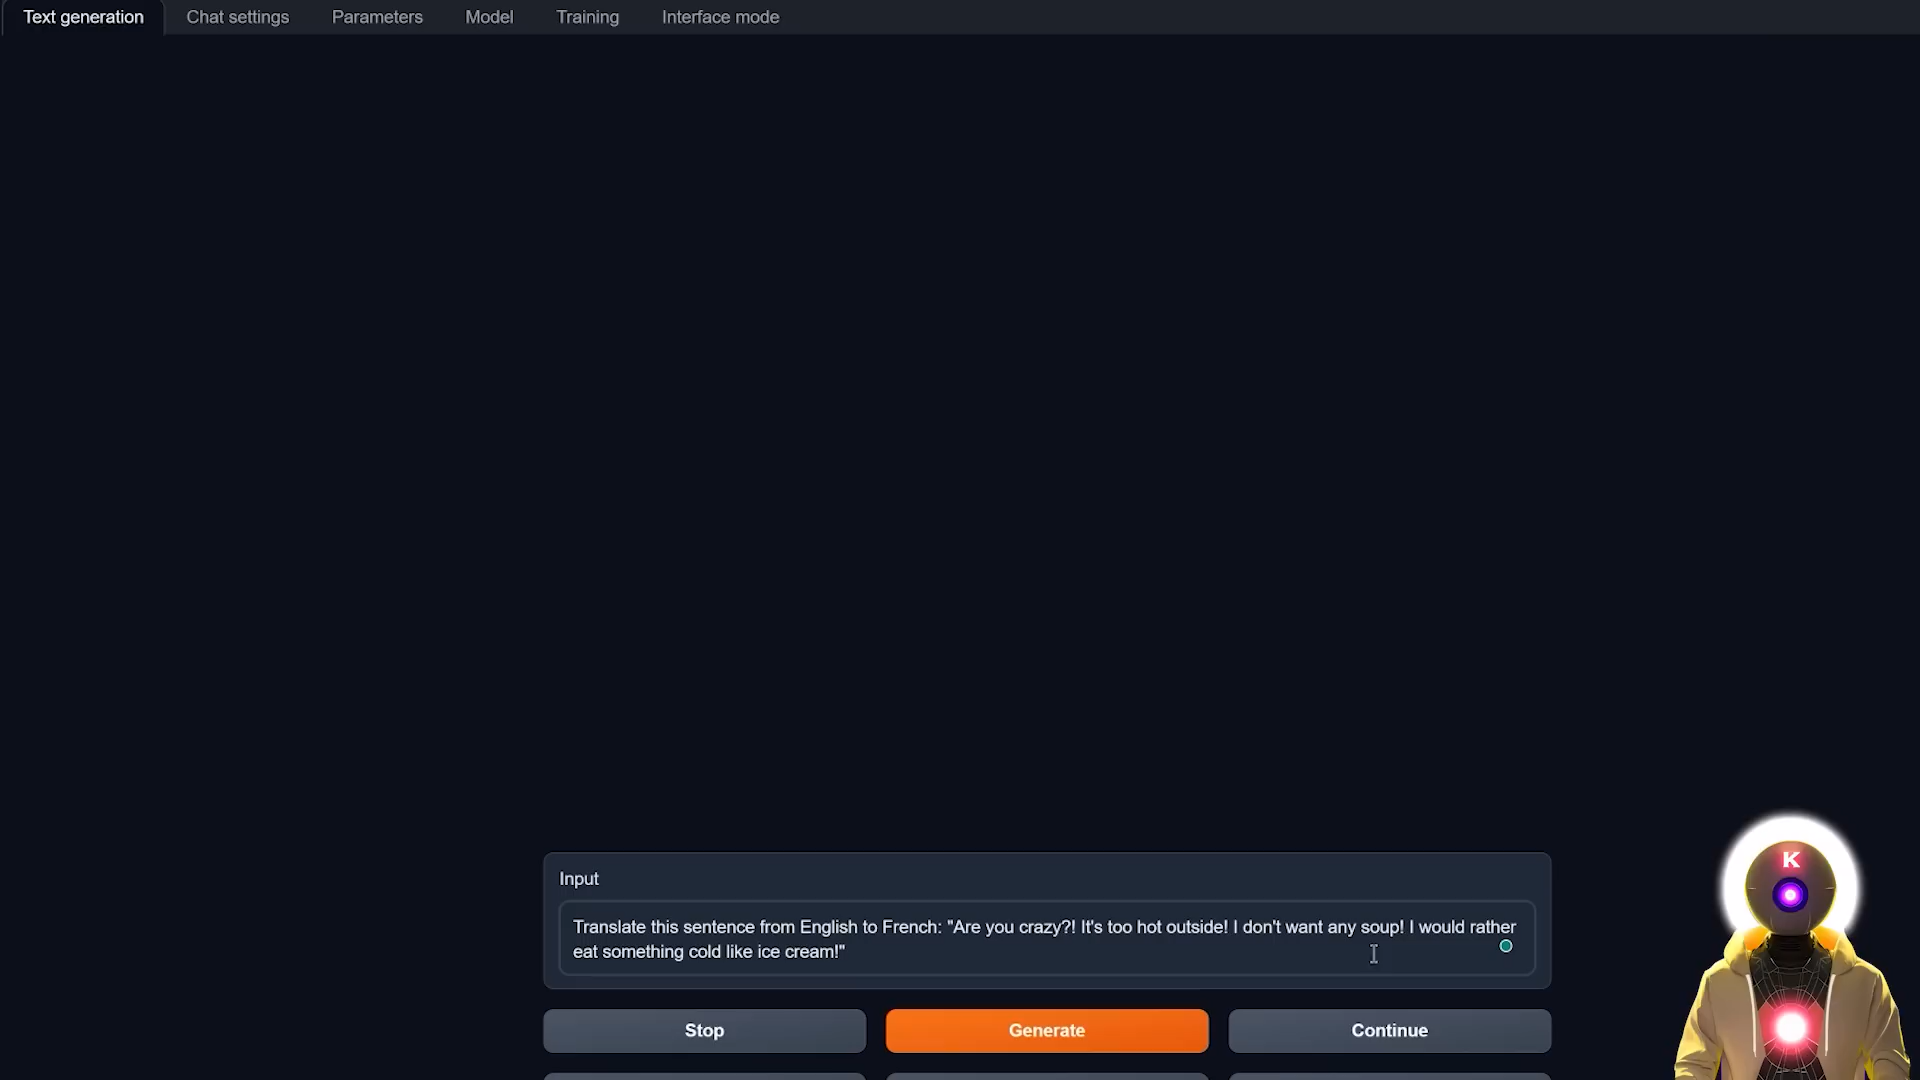 Text generation Chat settings Parameters Model Training Interface mode
Input
Translate this sentence from English to French: "Are you crazy?! It's too hot outside! I don't want any soup! I would rather
eat something cold like ice cream!"
Stop Generate Continue
K